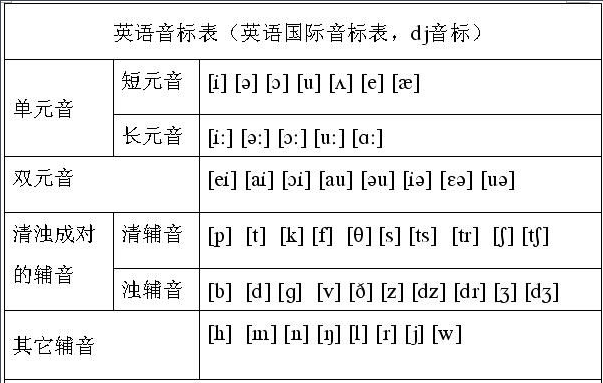 英语音标表（英语国际音标表，dj音标）
单元音
短元音
[i] [ə] [ɔ] [u] [ʌ] [e] [æ]
长元音
[i:] [ə:] [ɔ:] [u:] [ɑ:]
双元音
[ei] [ai] [ɔi] [au] [əu] [iə] [εə] [uə]
清浊成对
的辅音
清辅音
[p] [t] [k] [f] [θ] [s] [ts] [tr] [ʃ] [tʃ]
浊辅音
[b] [d] [ɡ] [v] [ð] [z] [dz] [dr] [ʒ] [dʒ]
其它辅音
[h] [m] [n] [ŋ] [l] [r] [j] [w]